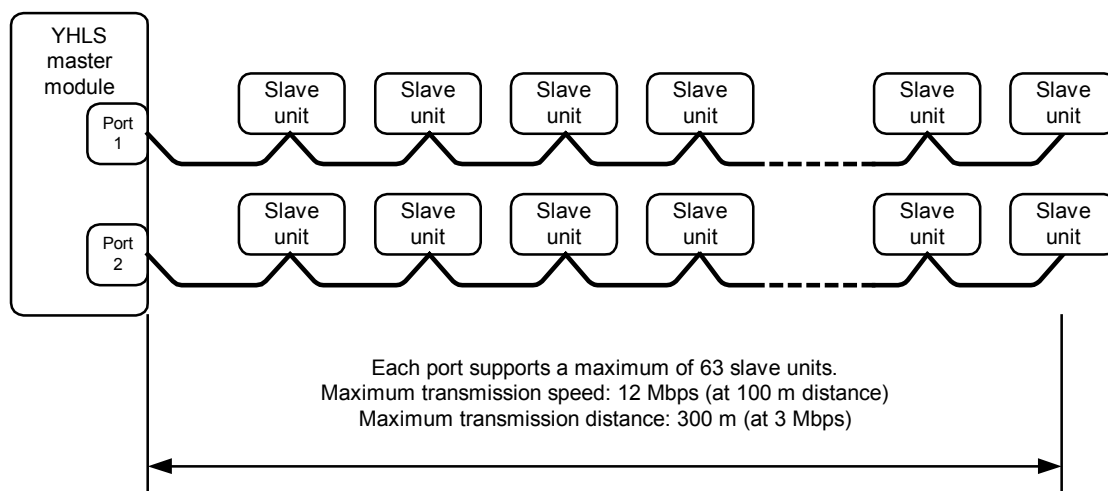 YHLS
master
module
Port
1
Slave
unit
Slave
unit
Slave
unit
Slave
unit
Slave
unit
Slave
unit
Port
2
Slave
unit
Slave
unit
Slave
unit
Slave
unit
Slave
unit
Slave
unit
Each port supports a maximum of 63 slave units.
Maximum transmission speed: 12 Mbps (at 100 m distance)
Maximum transmission distance: 300 m (at 3 Mbps)